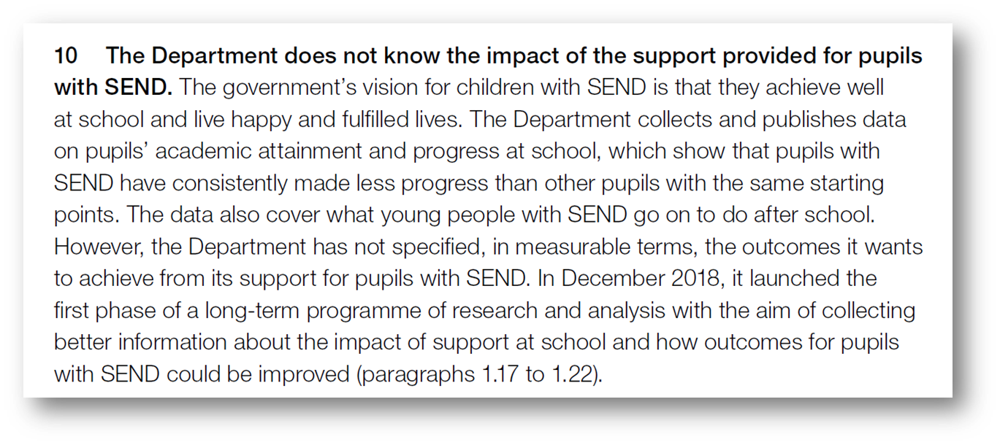 10 The Department does not know the impact of the support provided for pupils
with SEND. The government’s vision for children with SEND is that they achieve well
at school and live happy and fulfilled lives. The Department collects and publishes data
on pupils’ academic attainment and progress at school, which show that pupils with
SEND have consistently made less progress than other pupils with the same starting
points. The data also cover what young people with SEND go on to do after school.
However, the Department has not specified, in measurable terms, the outcomes it wants
to achieve from its support for pupils with SEND. In December 2018, it launched the
first phase of a long-term programme of research and analysis with the aim of collecting
better information about the impact of support at school and how outcomes for pupils
with SEND could be improved (paragraphs 1.17 to 1.22).